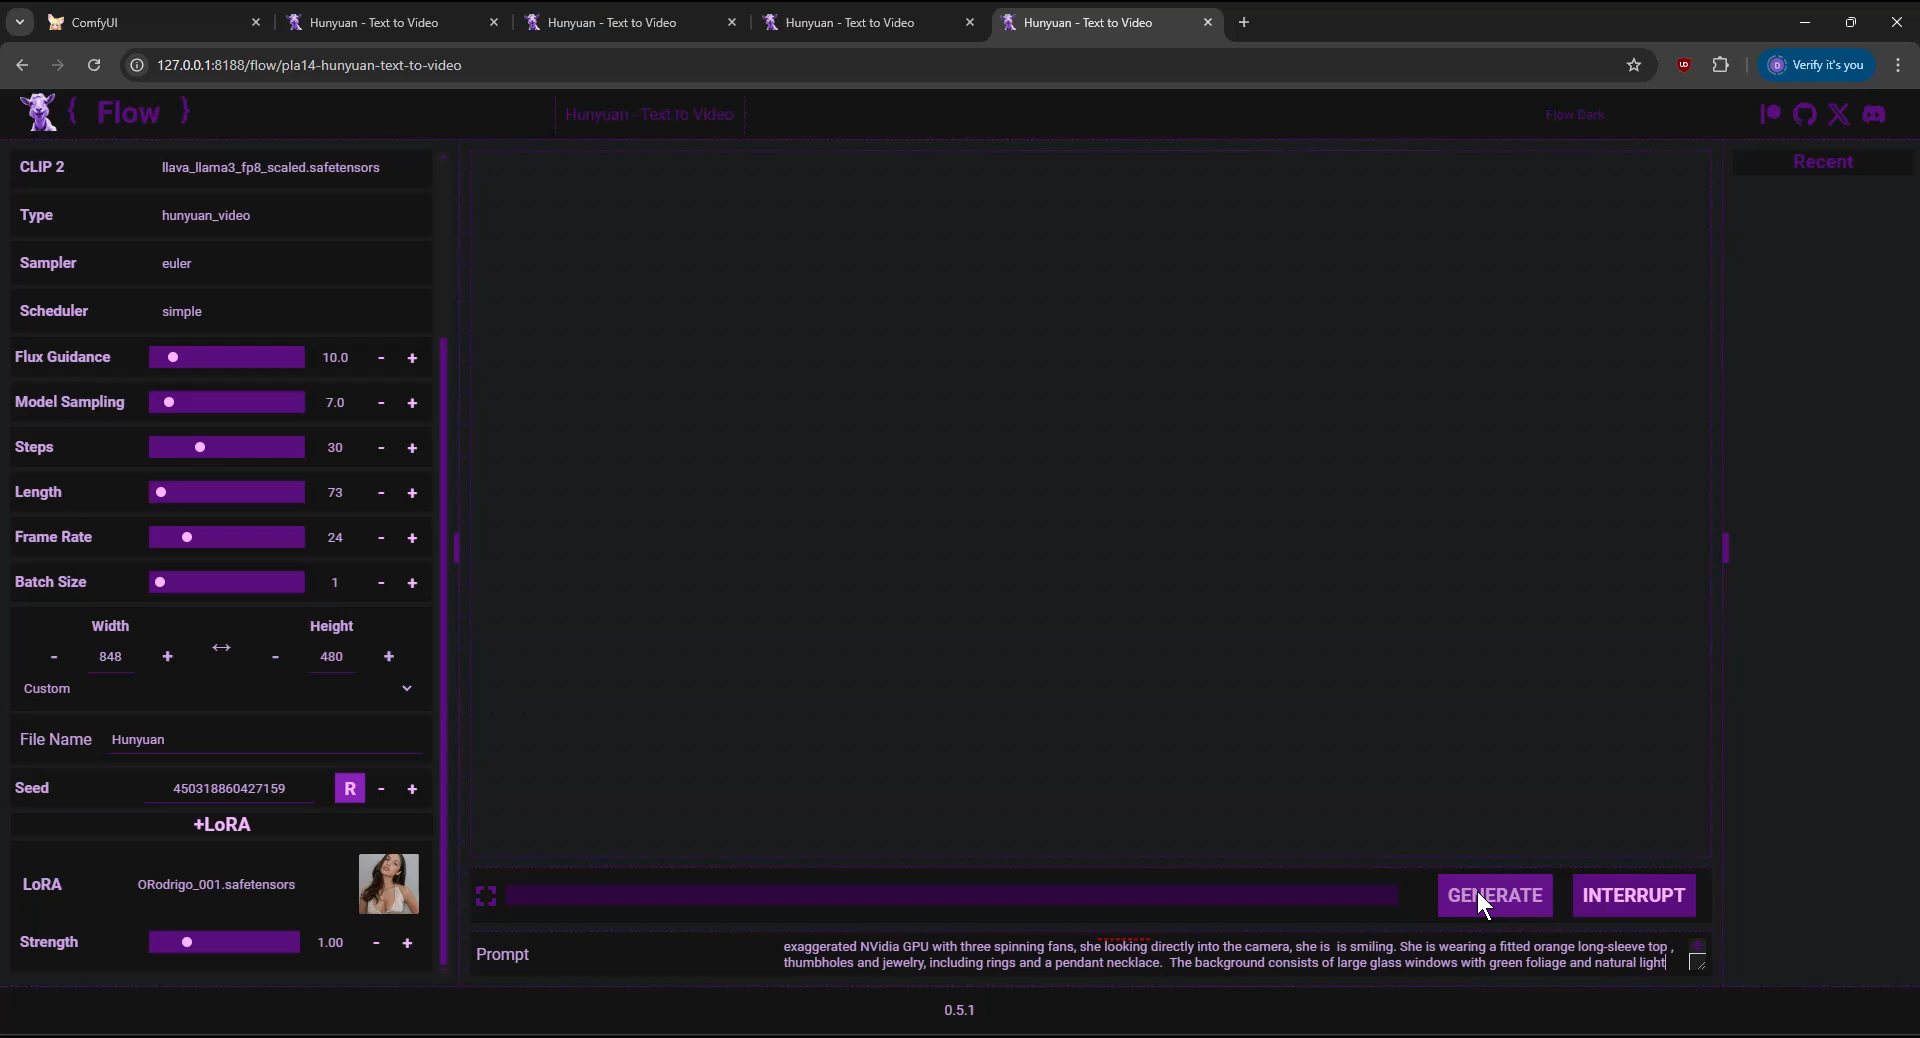 ComfyUI
Hunyuan - Text to Video
Hunyuan - Text to Video
Hunyuan - Text to Video
Hunyuan - Text to Video
127.0.0.1:8188/flow/pla14-hunyuan-text-to-video
Verify it's you
{ Flow }
Hunyuan - Text to Video
Flow Dark
CLIP 2 llava_llama3_fp8_scaled.safetensors
Recent
Type hunyuan_video
Sampler euler
Scheduler simple
Flux Guidance 10.0 - +
Model Sampling 7.0 - +
Steps 30 - +
Length 73 - +
Frame Rate 24 - +
Batch Size 1 - +
Width Height
- 848 + ↔ - 480 +
Custom
File Name Hunyuan
Seed 450318860427159 R - +
+LoRA
LoRA ORodrigo_001.safetensors
GENERATE INTERRUPT
Strength 1.00 - +
Prompt
exaggerated NVidia GPU with three spinning fans, she looking directly into the camera, she is  is smiling. She is wearing a fitted orange long-sleeve top ,
thumbholes and jewelry, including rings and a pendant necklace.  The background consists of large glass windows with green foliage and natural light
0.5.1